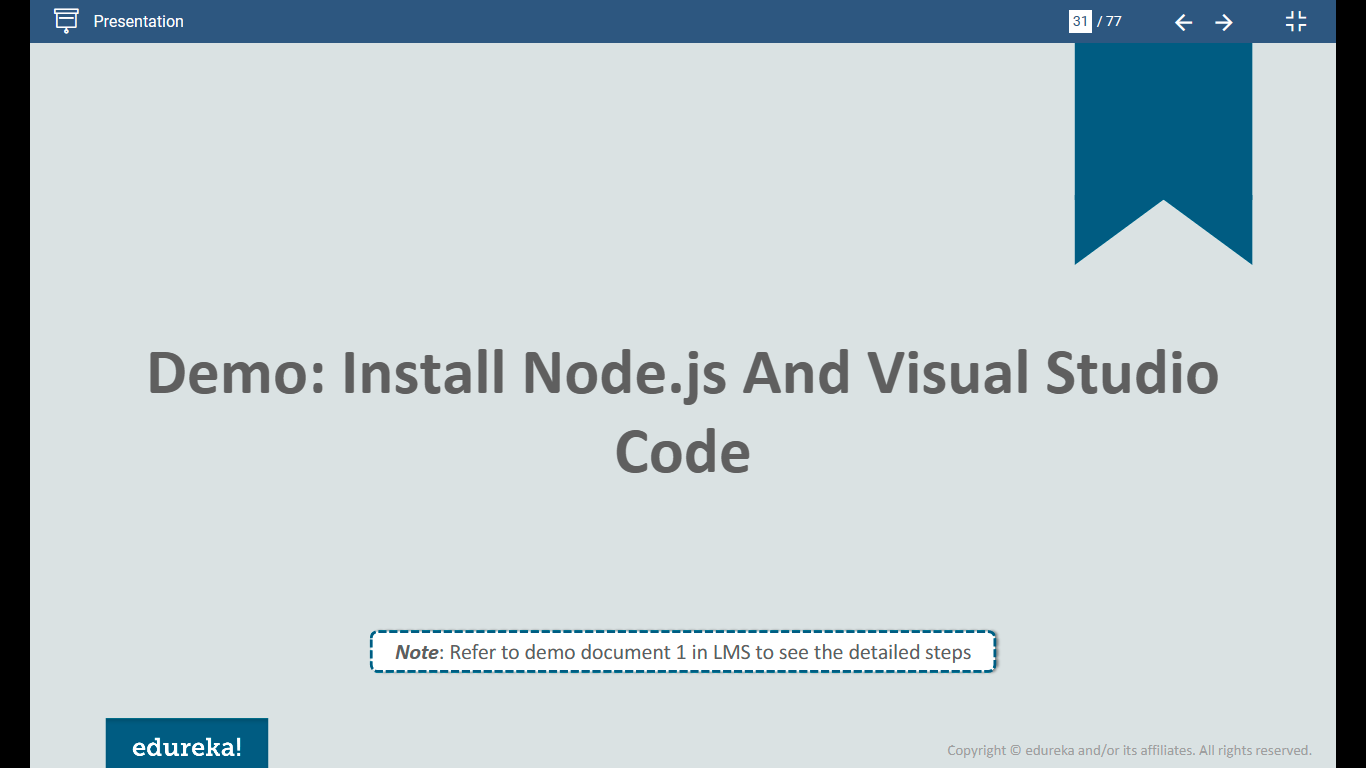 Presentation
31 / 77
Demo: Install Node.js And Visual Studio
Code
Note: Refer to demo document 1 in LMS to see the detailed steps
edureka!
Copyright © edureka and/or its affiliates. All rights reserved.